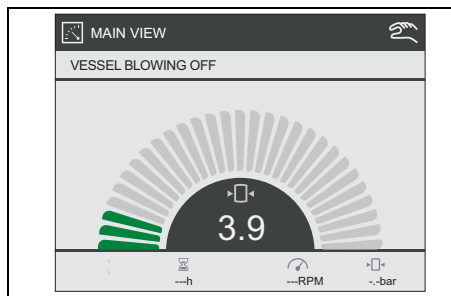 MAIN VIEW
VESSEL BLOWING OFF
3.9
---h ---RPM -.-bar